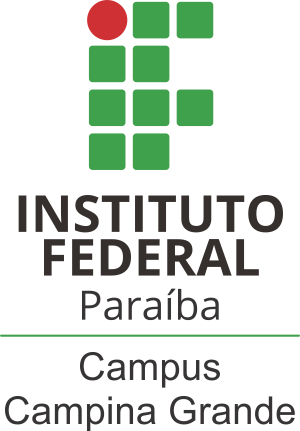 INSTITUTO
FEDERAL
Paraíba
Campus
Campina Grande